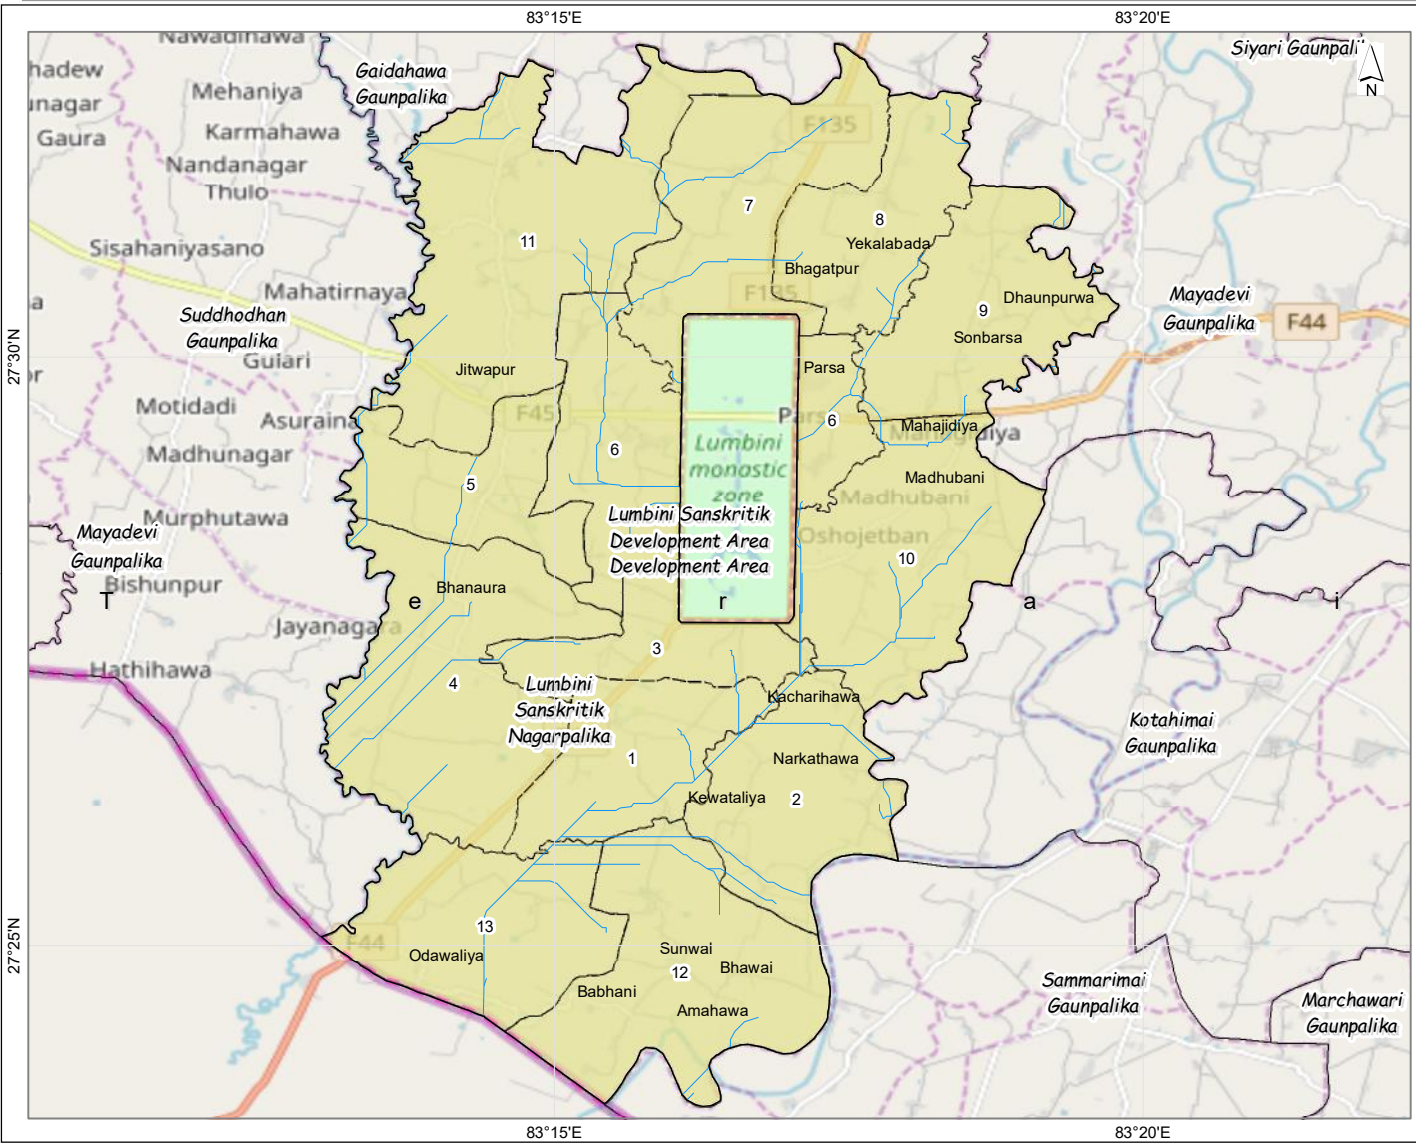 83°15'E
83°20'E
Nawadihawa
Siyari Gaunpali
Gaidahawa
Gaunpalika
hadew
Mehaniya
N
unagar
Karmahawa
Gaura
F135
Nandanagar
Thulo
7
8
11
Sisahaniyasano
Yekalabada
Bhagatpur
Mahatirnaya
F135
Dhaunpurwa
9
Mayadevi
Gaunpalika
F44
Suddhodhan
Gaunpalika
Sonbarsa
27°30'N
Gulari
Jitwapur
Parsa
Motidadi
Asuraina
F45
Parsa
6
Mahajidiya
Mahajidiya
Madhunagar
6
Lumbini
monastic
zone
5
Madhubani
Madhubani
Murphutawa
Mayadevi
Gaunpalika
Lumbini Sanskritik
Development Area
Development Area
Oshojetban
10
Bishunpur
Bhanaura
T e r a i
Jayanagara
3
Hathihawa
4
Lumbini
Sanskritik
Nagarpalika
Kacharihawa
Kotahimai
Gaunpalika
1
Narkathawa
Kewataliya
2
13
F44
27°25'N
Odawaliya
Sunwai
12
Bhawai
Babhani
Amahawa
Sammarimai
Gaunpalika
Marchawari
Gaunpalika
83°15'E
83°20'E